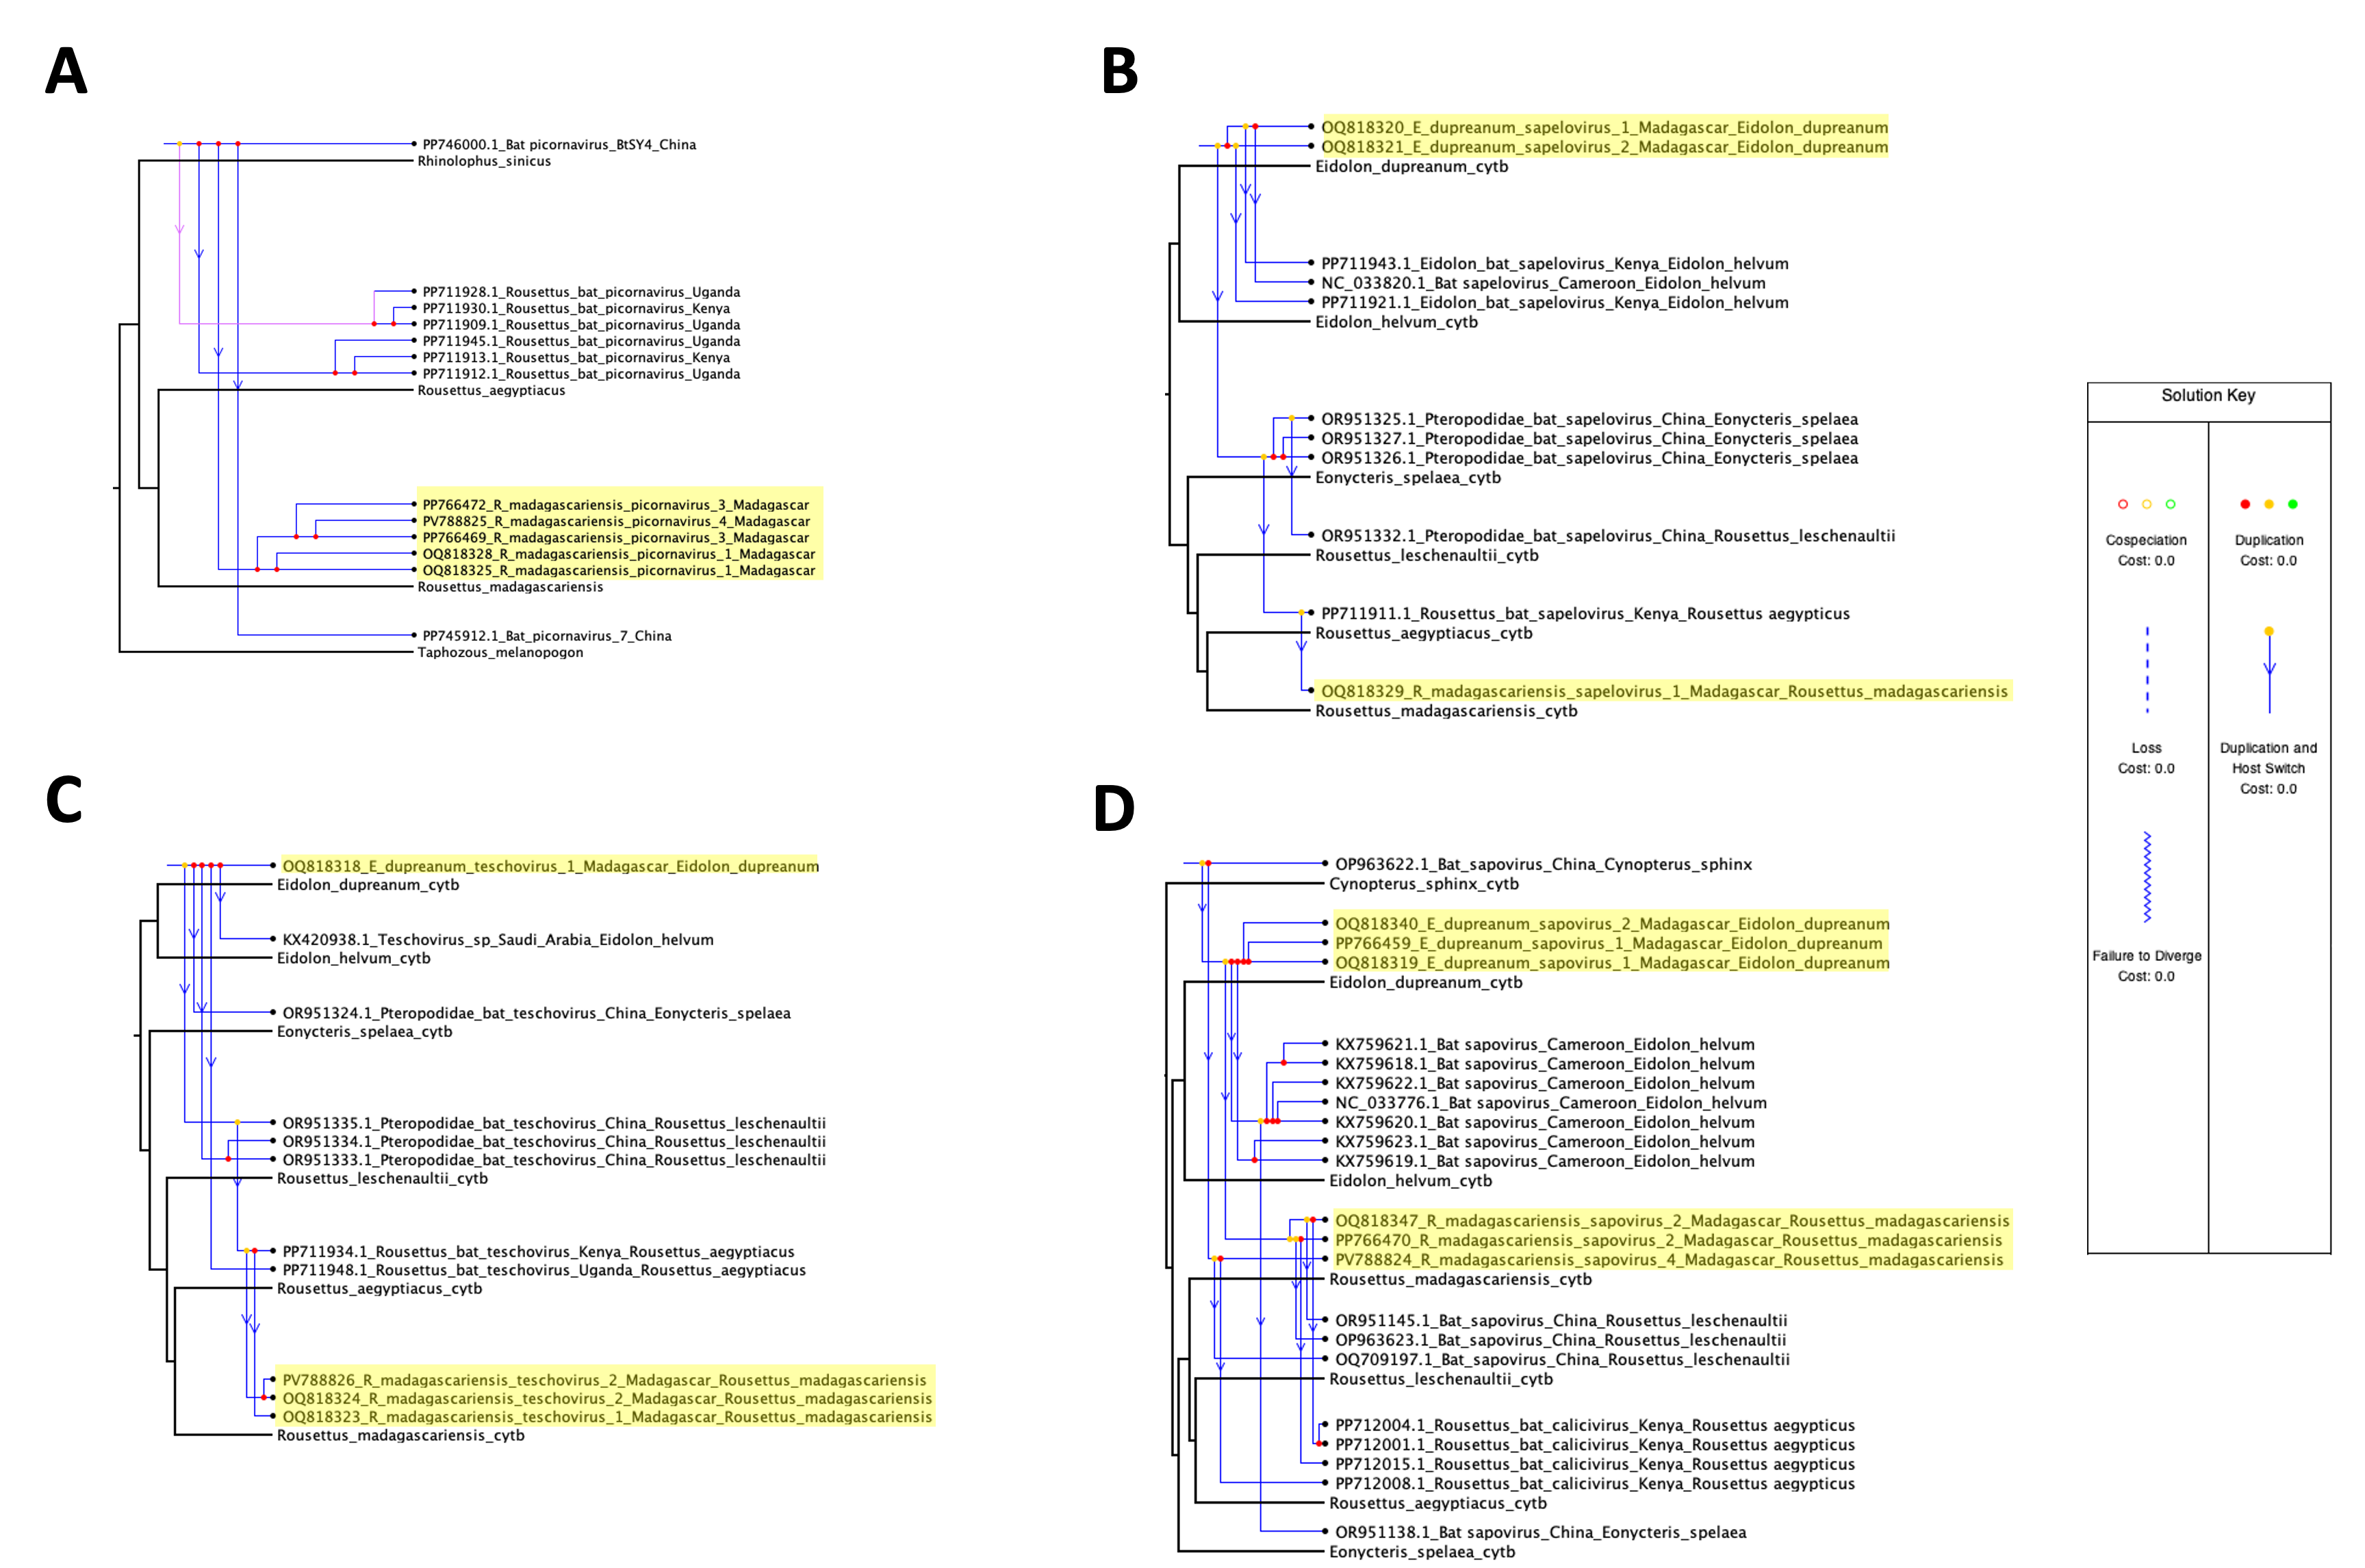 A
PP746000.1_Bat picornavirus_BtSY4_China
Rhinolophus_sinicus
PP711928.1_Rousettus_bat_picornavirus_Uganda
PP711930.1_Rousettus_bat_picornavirus_Kenya
PP711909.1_Rousettus_bat_picornavirus_Uganda
PP711945.1_Rousettus_bat_picornavirus_Uganda
PP711913.1_Rousettus_bat_picornavirus_Kenya
PP711912.1_Rousettus_bat_picornavirus_Uganda
Rousettus_aegyptiacus
PP766472_R_madagascariensis_picornavirus_3_Madagascar
PV788825_R_madagascariensis_picornavirus_4_Madagascar
PP766469_R_madagascariensis_picornavirus_3_Madagascar
OQ818328_R_madagascariensis_picornavirus_1_Madagascar
OQ818325_R_madagascariensis_picornavirus_1_Madagascar
Rousettus_madagascariensis
PP745912.1_Bat_picornavirus_7_China
Taphozous_melanopogon
B
OQ818320_E_dupreanum_sapelovirus_1_Madagascar_Eidolon_dupreanum
OQ818321_E_dupreanum_sapelovirus_2_Madagascar_Eidolon_dupreanum
Eidolon_dupreanum_cytb
PP711943.1_Eidolon_bat_sapelovirus_Kenya_Eidolon_helvum
NC_033820.1_Bat sapelovirus_Cameroon_Eidolon_helvum
PP711921.1_Eidolon_bat_sapelovirus_Kenya_Eidolon_helvum
Eidolon_helvum_cytb
OR951325.1_Pteropodidae_bat_sapelovirus_China_Eonycteris_spelaea
OR951327.1_Pteropodidae_bat_sapelovirus_China_Eonycteris_spelaea
OR951326.1_Pteropodidae_bat_sapelovirus_China_Eonycteris_spelaea
Eonycteris_spelaea_cytb
OR951332.1_Pteropodidae_bat_sapelovirus_China_Rousettus_leschenaultii
Rousettus_leschenaultii_cytb
PP711911.1_Rousettus_bat_sapelovirus_Kenya_Rousettus aegypticus
Rousettus_aegyptiacus_cytb
OQ818329_R_madagascariensis_sapelovirus_1_Madagascar_Rousettus_madagascariensis
Rousettus_madagascariensis_cytb
Solution Key
Cospeciation
Cost: 0.0
Duplication
Cost: 0.0
Loss
Cost: 0.0
Duplication and
Host Switch
Cost: 0.0
Failure to Diverge
Cost: 0.0
C
OQ818318_E_dupreanum_teschovirus_1_Madagascar_Eidolon_dupreanum
Eidolon_dupreanum_cytb
KX420938.1_Teschovirus_sp_Saudi_Arabia_Eidolon_helvum
Eidolon_helvum_cytb
OR951324.1_Pteropodidae_bat_teschovirus_China_Eonycteris_spelaea
Eonycteris_spelaea_cytb
OR951335.1_Pteropodidae_bat_teschovirus_China_Rousettus_leschenaultii
OR951334.1_Pteropodidae_bat_teschovirus_China_Rousettus_leschenaultii
OR951333.1_Pteropodidae_bat_teschovirus_China_Rousettus_leschenaultii
Rousettus_leschenaultii_cytb
PP711934.1_Rousettus_bat_teschovirus_Kenya_Rousettus_aegyptiacus
PP711948.1_Rousettus_bat_teschovirus_Uganda_Rousettus_aegyptiacus
Rousettus_aegyptiacus_cytb
PV788826_R_madagascariensis_teschovirus_2_Madagascar_Rousettus_madagascariensis
OQ818324_R_madagascariensis_teschovirus_2_Madagascar_Rousettus_madagascariensis
OQ818323_R_madagascariensis_teschovirus_1_Madagascar_Rousettus_madagascariensis
Rousettus_madagascariensis_cytb
D
OP963622.1_Bat_sapovirus_China_Cynopterus_sphinx
Cynopterus_sphinx_cytb
OQ818340_E_dupreanum_sapovirus_2_Madagascar_Eidolon_dupreanum
PP766459_E_dupreanum_sapovirus_1_Madagascar_Eidolon_dupreanum
OQ818319_E_dupreanum_sapovirus_1_Madagascar_Eidolon_dupreanum
Eidolon_dupreanum_cytb
KX759621.1_Bat sapovirus_Cameroon_Eidolon_helvum
KX759618.1_Bat sapovirus_Cameroon_Eidolon_helvum
KX759622.1_Bat sapovirus_Cameroon_Eidolon_helvum
NC_033776.1_Bat sapovirus_Cameroon_Eidolon_helvum
KX759620.1_Bat sapovirus_Cameroon_Eidolon_helvum
KX759623.1_Bat sapovirus_Cameroon_Eidolon_helvum
KX759619.1_Bat sapovirus_Cameroon_Eidolon_helvum
Eidolon_helvum_cytb
OQ818347_R_madagascariensis_sapovirus_2_Madagascar_Rousettus_madagascariensis
PP766470_R_madagascariensis_sapovirus_2_Madagascar_Rousettus_madagascariensis
PV788824_R_madagascariensis_sapovirus_4_Madagascar_Rousettus_madagascariensis
Rousettus_madagascariensis_cytb
OR951145.1_Bat_sapovirus_China_Rousettus_leschenaultii
OP963623.1_Bat_sapovirus_China_Rousettus_leschenaultii
OQ709197.1_Bat_sapovirus_China_Rousettus_leschenaultii
Rousettus_leschenaultii_cytb
PP712004.1_Rousettus_bat_calicivirus_Kenya_Rousettus aegypticus
PP712001.1_Rousettus_bat_calicivirus_Kenya_Rousettus aegypticus
PP712015.1_Rousettus_bat_calicivirus_Kenya_Rousettus aegypticus
PP712008.1_Rousettus_bat_calicivirus_Kenya_Rousettus aegypticus
Rousettus_aegyptiacus_cytb
OR951138.1_Bat sapovirus_China_Eonycteris_spelaea
Eonycteris_spelaea_cytb